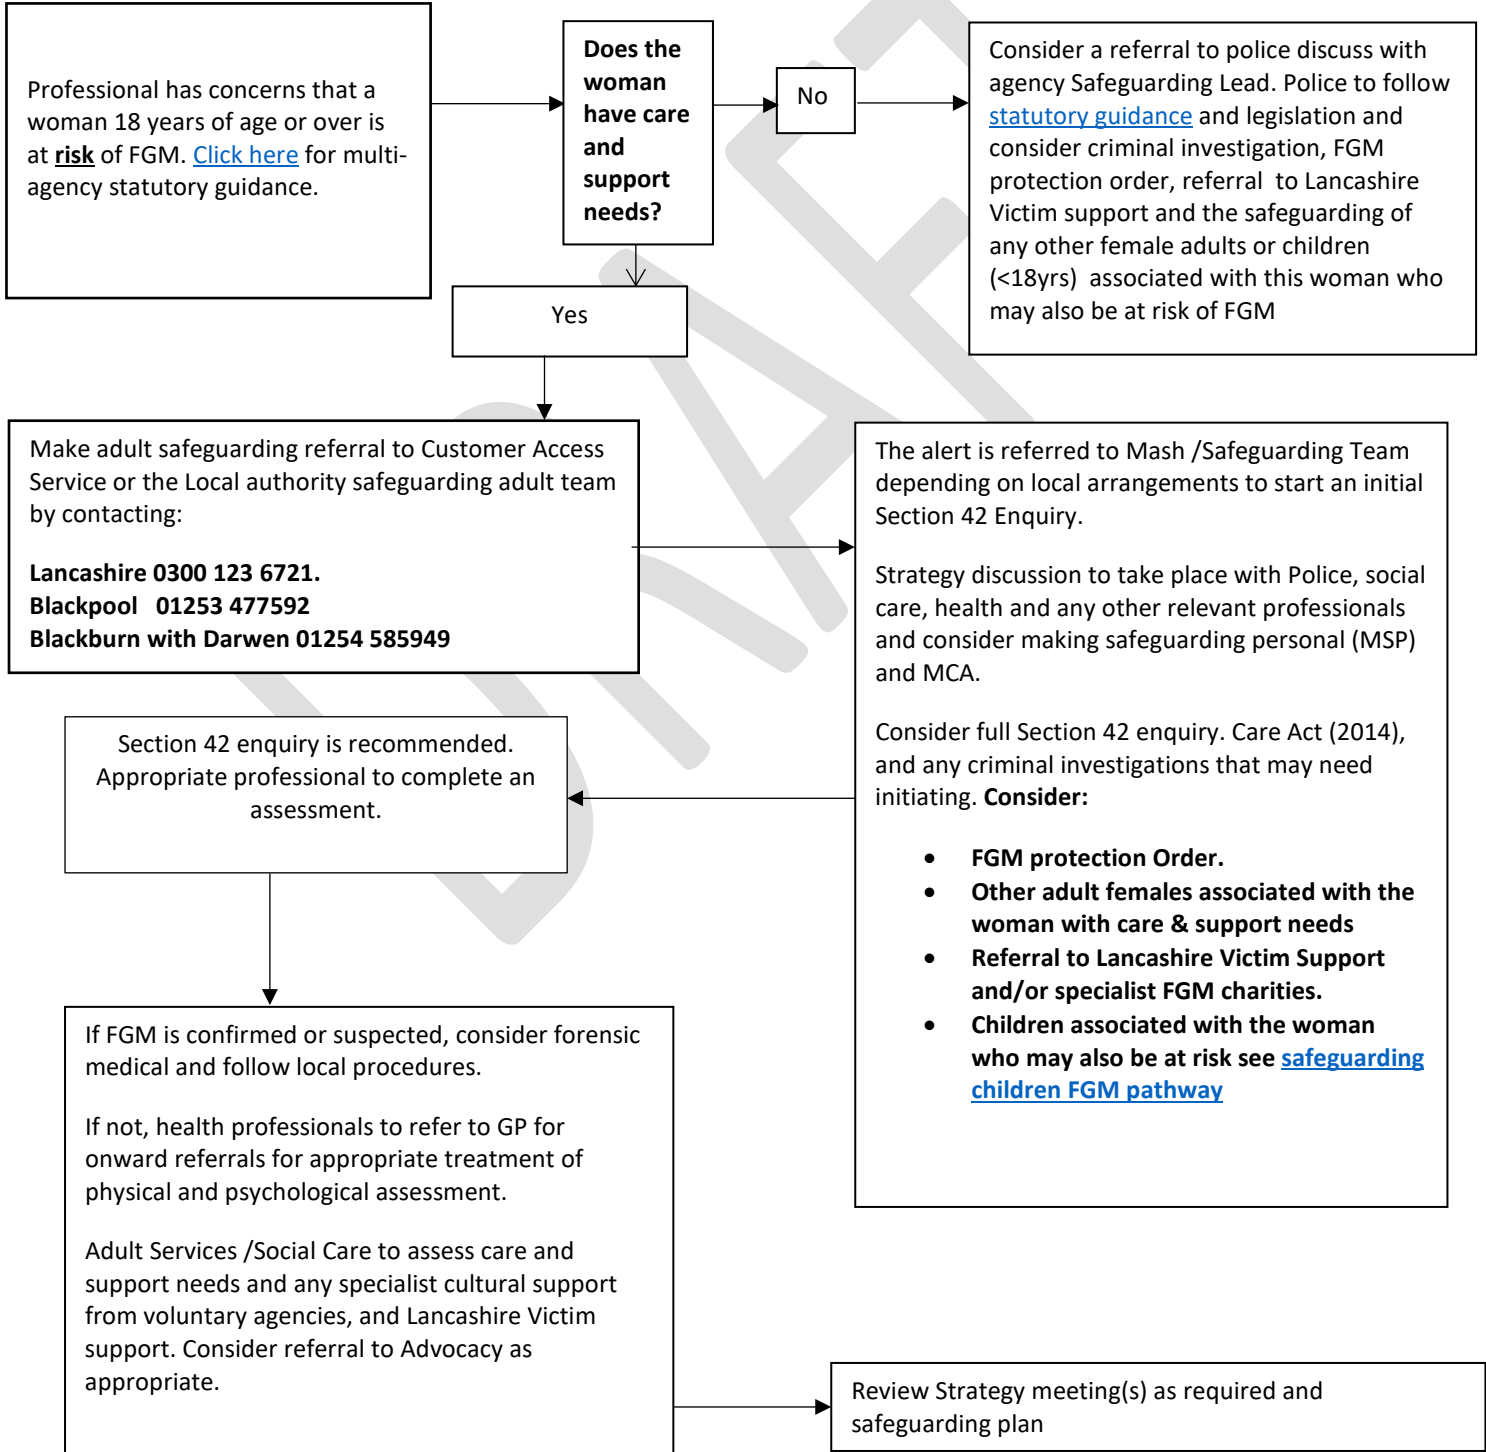 Professional has concerns that a
woman 18 years of age or over is
at risk of FGM. Click here for multi-
agency statutory guidance.
Does the
woman
have care
and
support
needs?
No
Consider a referral to police discuss with
agency Safeguarding Lead. Police to follow
statutory guidance and legislation and
consider criminal investigation, FGM
protection order, referral  to Lancashire
Victim support and the safeguarding of
any other female adults or children
(<18yrs)  associated with this woman who
may also be at risk of FGM
Yes
Make adult safeguarding referral to Customer Access
Service or the Local authority safeguarding adult team
by contacting:
Lancashire 0300 123 6721.
Blackpool   01253 477592
Blackburn with Darwen 01254 585949
The alert is referred to Mash /Safeguarding Team
depending on local arrangements to start an initial
Section 42 Enquiry.
Strategy discussion to take place with Police, social
care, health and any other relevant professionals
and consider making safeguarding personal (MSP)
and MCA.
Consider full Section 42 enquiry. Care Act (2014),
and any criminal investigations that may need
initiating. Consider:
• FGM protection Order.
• Other adult females associated with the
woman with care & support needs
• Referral to Lancashire Victim Support
and/or specialist FGM charities.
• Children associated with the woman
who may also be at risk see safeguarding
children FGM pathway
Section 42 enquiry is recommended.
Appropriate professional to complete an
assessment.
If FGM is confirmed or suspected, consider forensic
medical and follow local procedures.
If not, health professionals to refer to GP for
onward referrals for appropriate treatment of
physical and psychological assessment.
Adult Services /Social Care to assess care and
support needs and any specialist cultural support
from voluntary agencies, and Lancashire Victim
support. Consider referral to Advocacy as
appropriate.
Review Strategy meeting(s) as required and
safeguarding plan
DRAFT